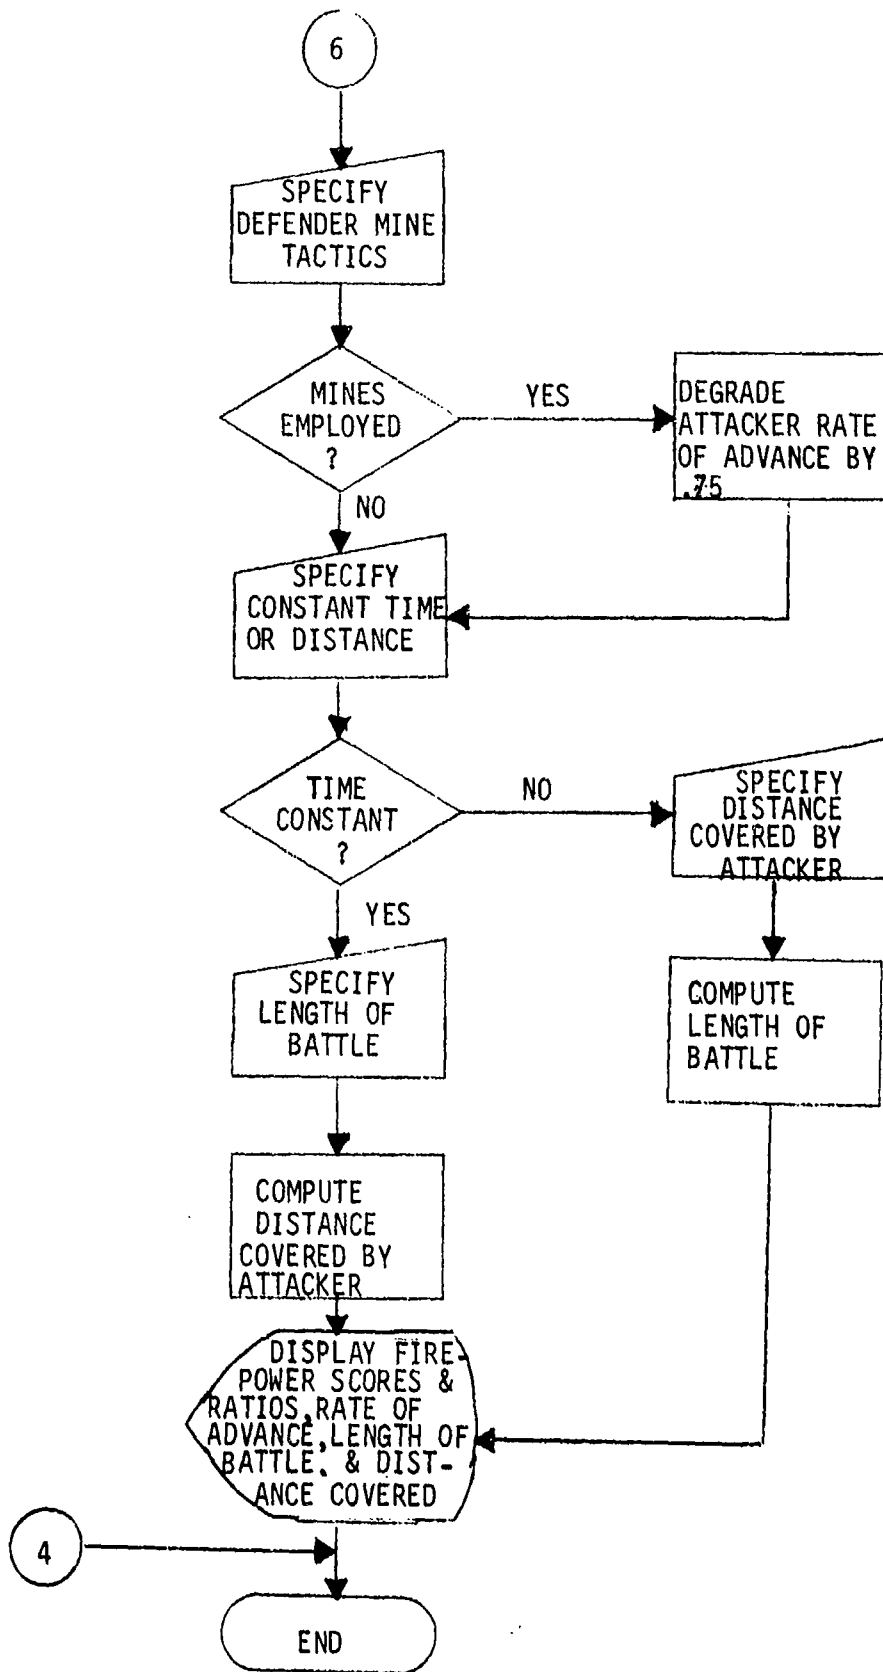 6
SPECIFY
DEFENDER MINE
TACTICS
MINES
EMPLOYED
?
YES
DEGRADE
ATTACKER RATE
OF ADVANCE BY
.75
NO
SPECIFY
CONSTANT TIME
OR DISTANCE
TIME
CONSTANT
?
NO
SPECIFY
DISTANCE
COVERED BY
ATTACKER
YES
SPECIFY
LENGTH OF
BATTLE
COMPUTE
LENGTH OF
BATTLE
COMPUTE
DISTANCE
COVERED BY
ATTACKER
DISPLAY FIRE-
POWER SCORES &
RATIOS, RATE OF
ADVANCE, LENGTH OF
BATTLE, & DIST-
ANCE COVERED
4
END